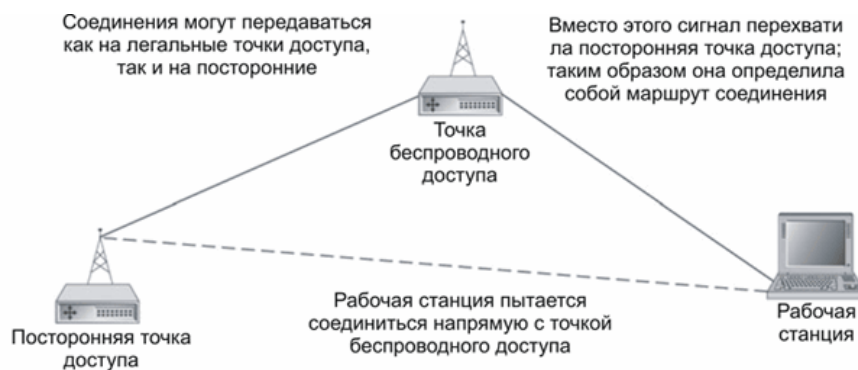 Соединения могут передаваться
как на легальные точки доступа,
так и на посторонние
Вместо этого сигнал перехвати
ла посторонняя точка доступа;
таким образом она определила
собой маршрут соединения
Точка
беспроводного
доступа
Рабочая станция пытается
соединиться напрямую с точкой
беспроводного доступа
Рабочая
станция
Посторонняя точка
доступа